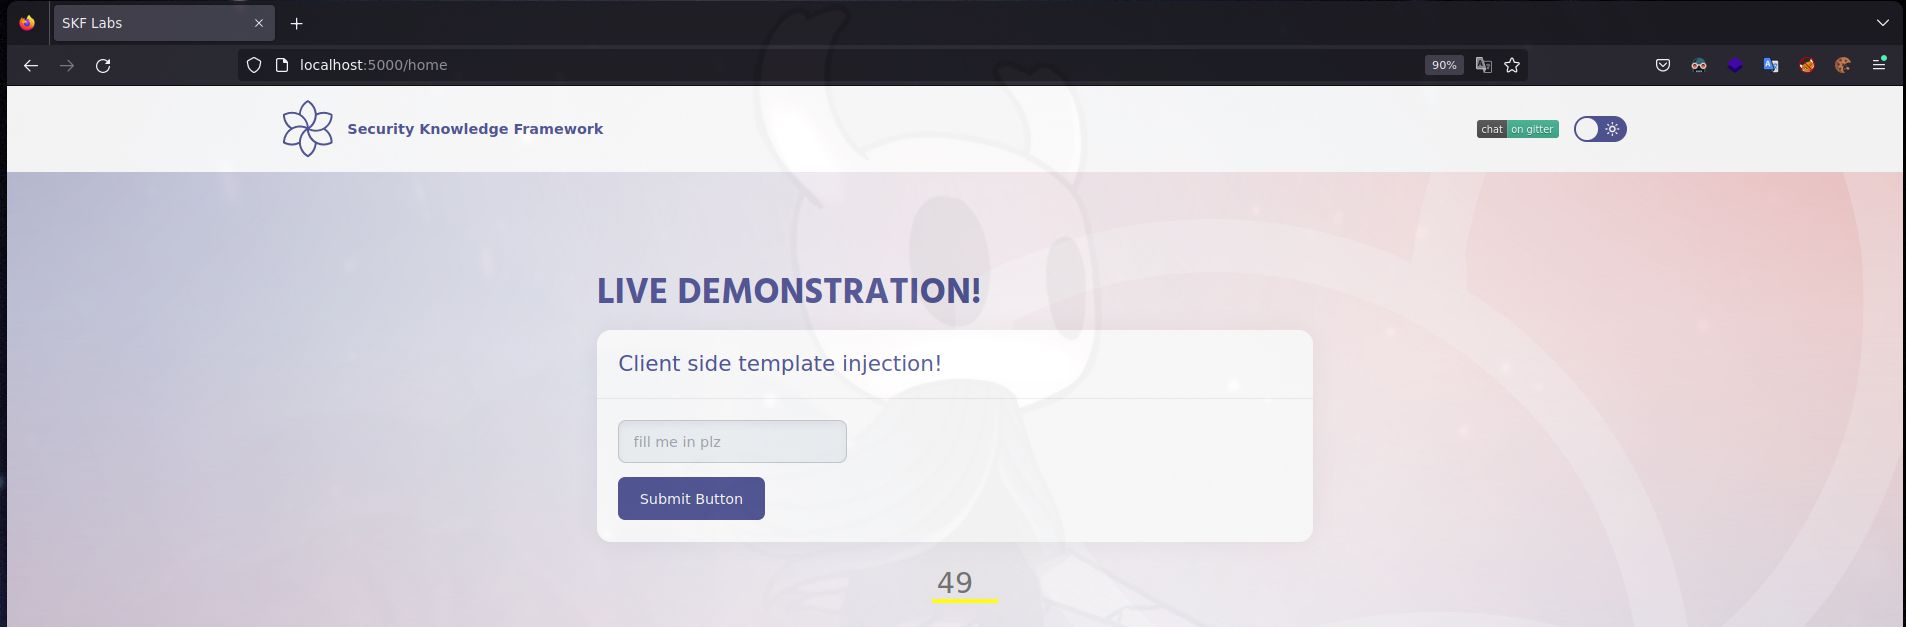 SKF Labs
localhost:5000/home
90%
Security Knowledge Framework
chat on gitter
LIVE DEMONSTRATION!
Client side template injection!
fill me in plz
Submit Button
49